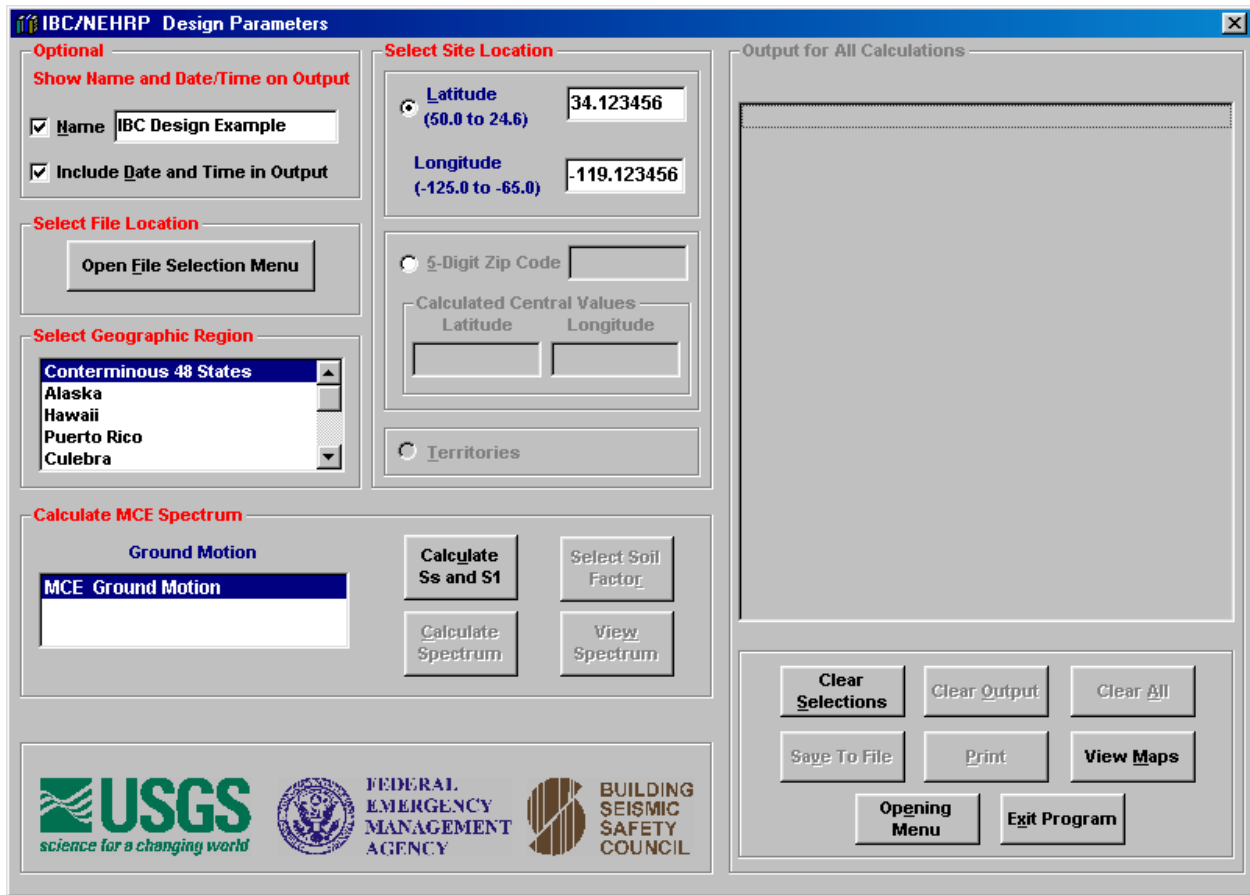 IBC/NEHRP Design Parameters
Optional
Show Name and Date/Time on Output
Name IBC Design Example
Include Date and Time in Output
Select File Location
Open File Selection Menu
Select Geographic Region
Conterminous 48 States
Alaska
Hawaii
Puerto Rico
Culebra
Select Site Location
Latitude
(50.0 to 24.6)
34.123456
Longitude
(-125.0 to -65.0)
-119.123456
5-Digit Zip Code
Calculated Central Values
Latitude Longitude
Territories
Calculate MCE Spectrum
Ground Motion
MCE Ground Motion
Calculate
Ss and S1
Select Soil
Factor
Calculate
Spectrum
View
Spectrum
USGS
science for a changing world
FEDERAL
EMERGENCY
MANAGEMENT
AGENCY
BUILDING
SEISMIC
SAFETY
COUNCIL
Output for All Calculations
Clear
Selections
Clear Output
Clear All
Save To File
Print
View Maps
Opening
Menu
Exit Program